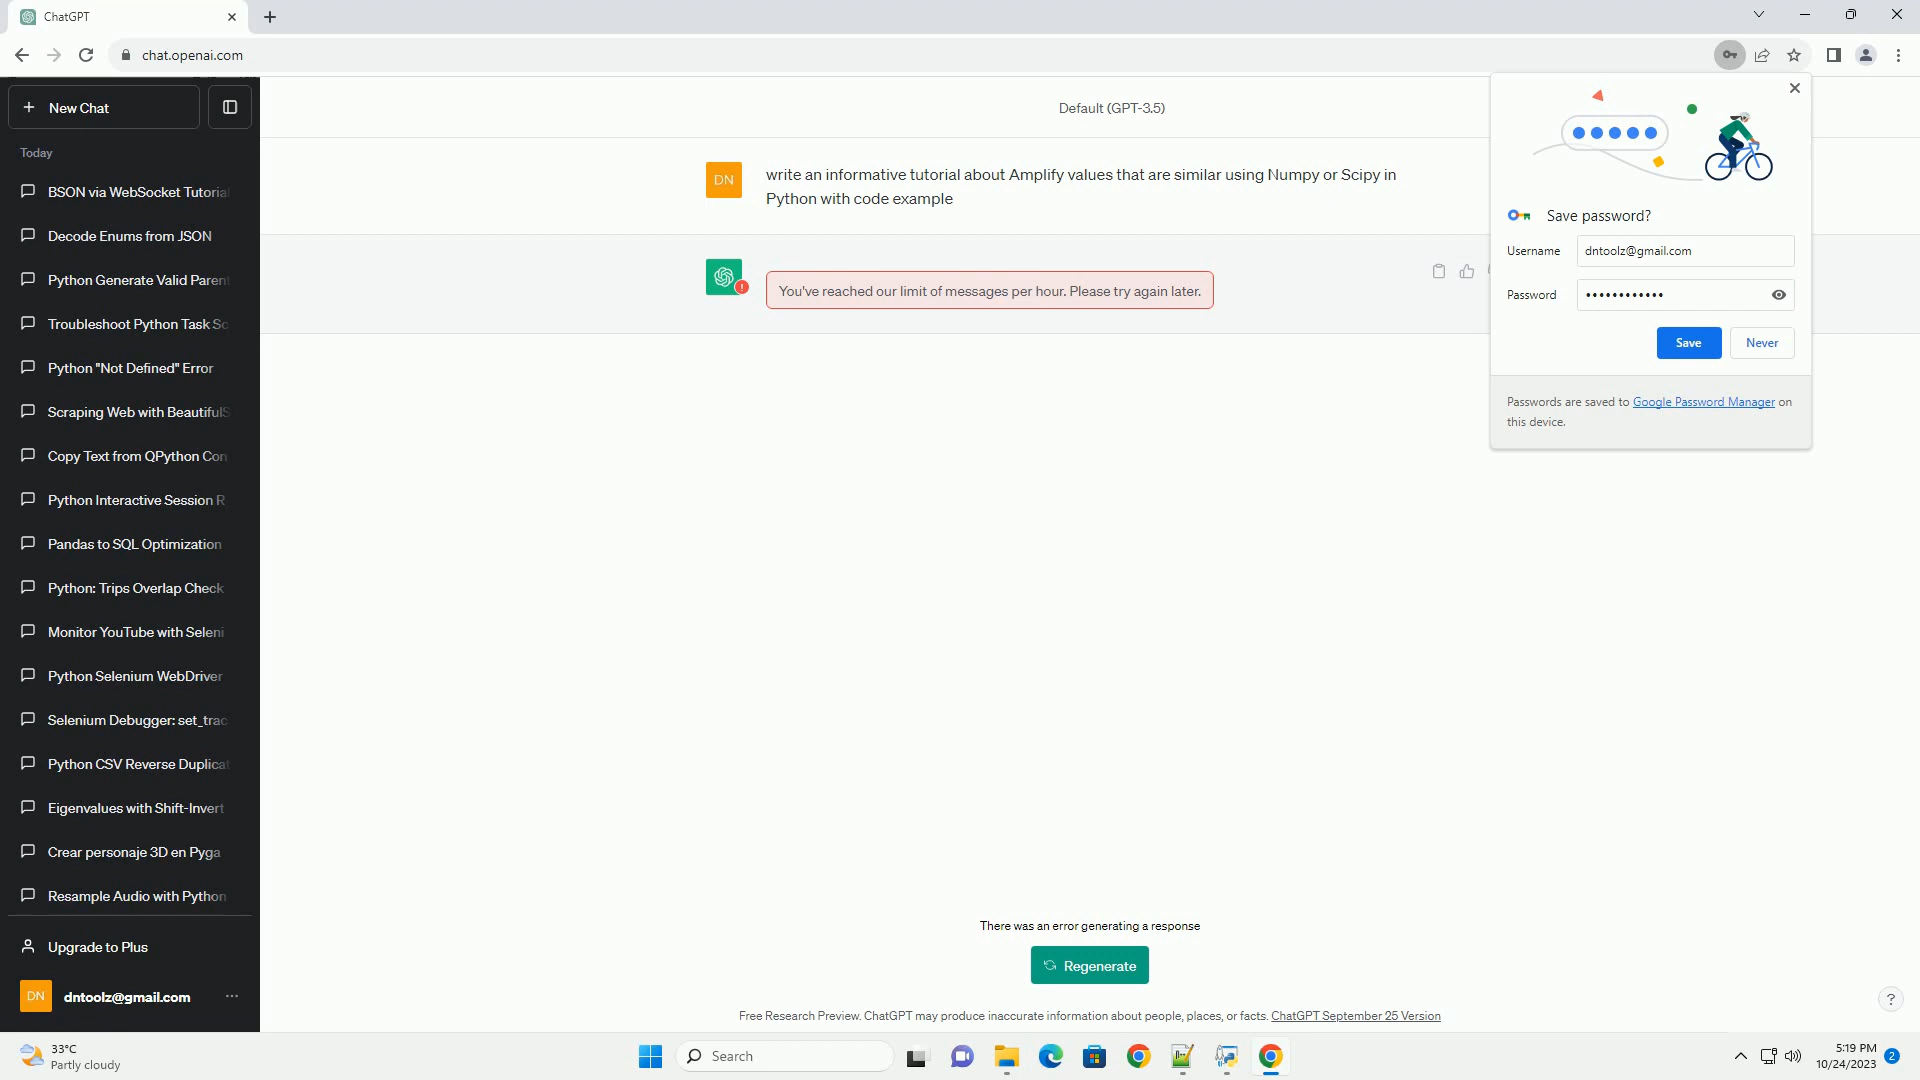 ChatGPT
chat.openai.com
New Chat
Today
BSON via WebSocket Tutorial
Decode Enums from JSON
Python Generate Valid Paren
Troubleshoot Python Task Sc
Python "Not Defined" Error
Scraping Web with BeautifulS
Copy Text from QPython Con
Python Interactive Session R
Pandas to SQL Optimization
Python: Trips Overlap Check
Monitor YouTube with Seleni
Python Selenium WebDriver
Selenium Debugger: set_trac
Python CSV Reverse Duplicat
Eigenvalues with Shift-Invert
Crear personaje 3D en Pyga
Resample Audio with Python
Upgrade to Plus
DN dntoolz@gmail.com
Default (GPT-3.5)
DN
write an informative tutorial about Amplify values that are similar using Numpy or Scipy in
Python with code example
You've reached our limit of messages per hour. Please try again later.
Save password?
Username dntoolz@gmail.com
Password ••••••••••••
Save Never
Passwords are saved to Google Password Manager on
this device.
There was an error generating a response
Regenerate
Free Research Preview. ChatGPT may produce inaccurate information about people, places, or facts. ChatGPT September 25 Version
?
33°C
Partly cloudy
Search
5:19 PM
10/24/2023
2